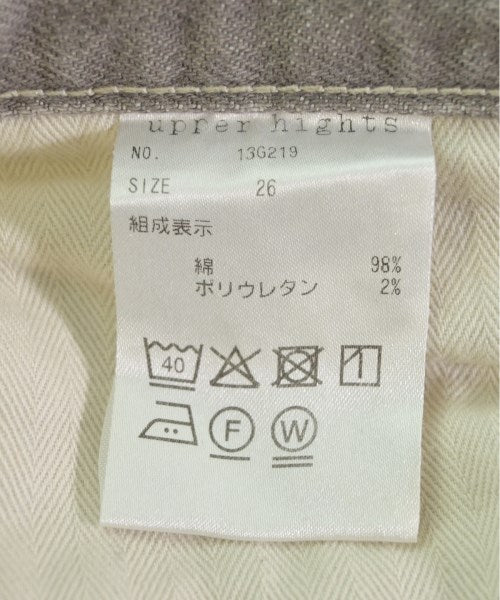 upper hights
NO. 13G219
SIZE 26
組成表示
綿 98%
ポリウレタン 2%
40
F W